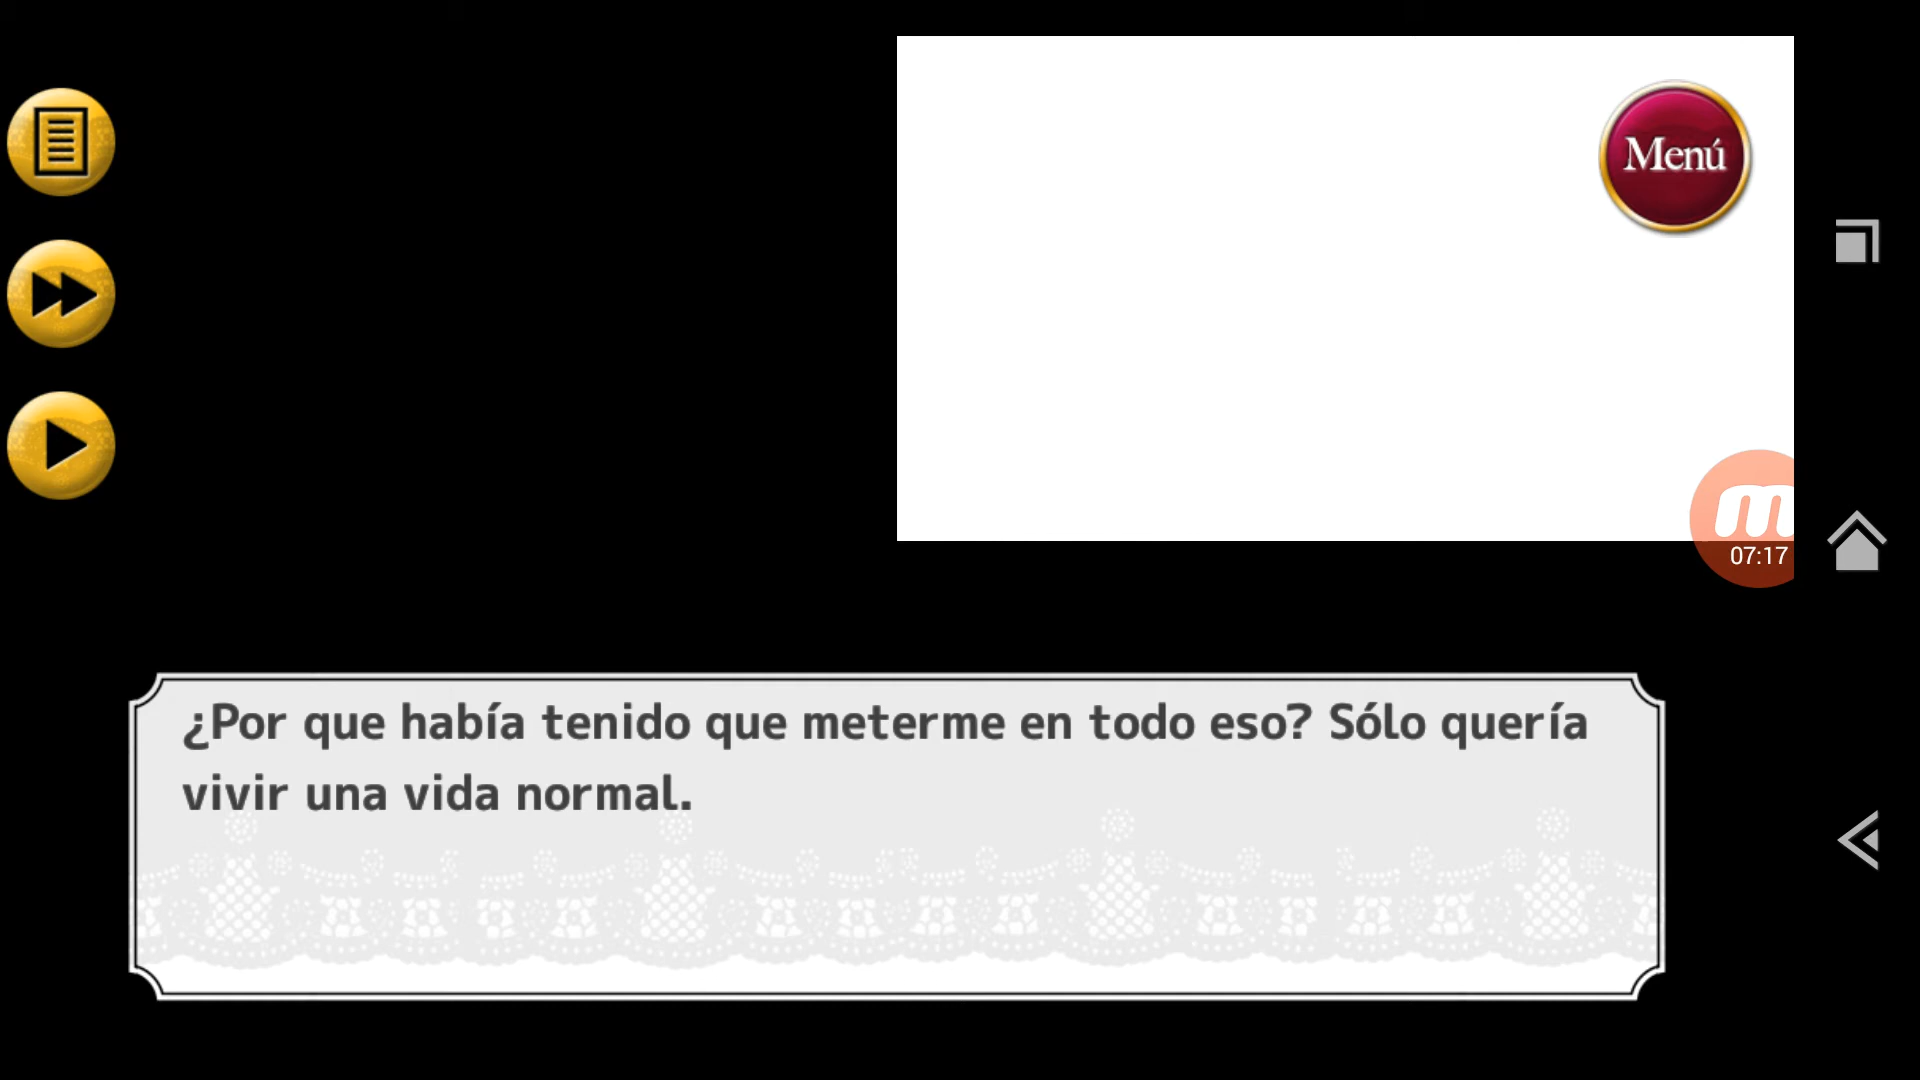 Menú
07:17
¿Por que había tenido que meterme en todo eso? Sólo quería
vivir una vida normal.